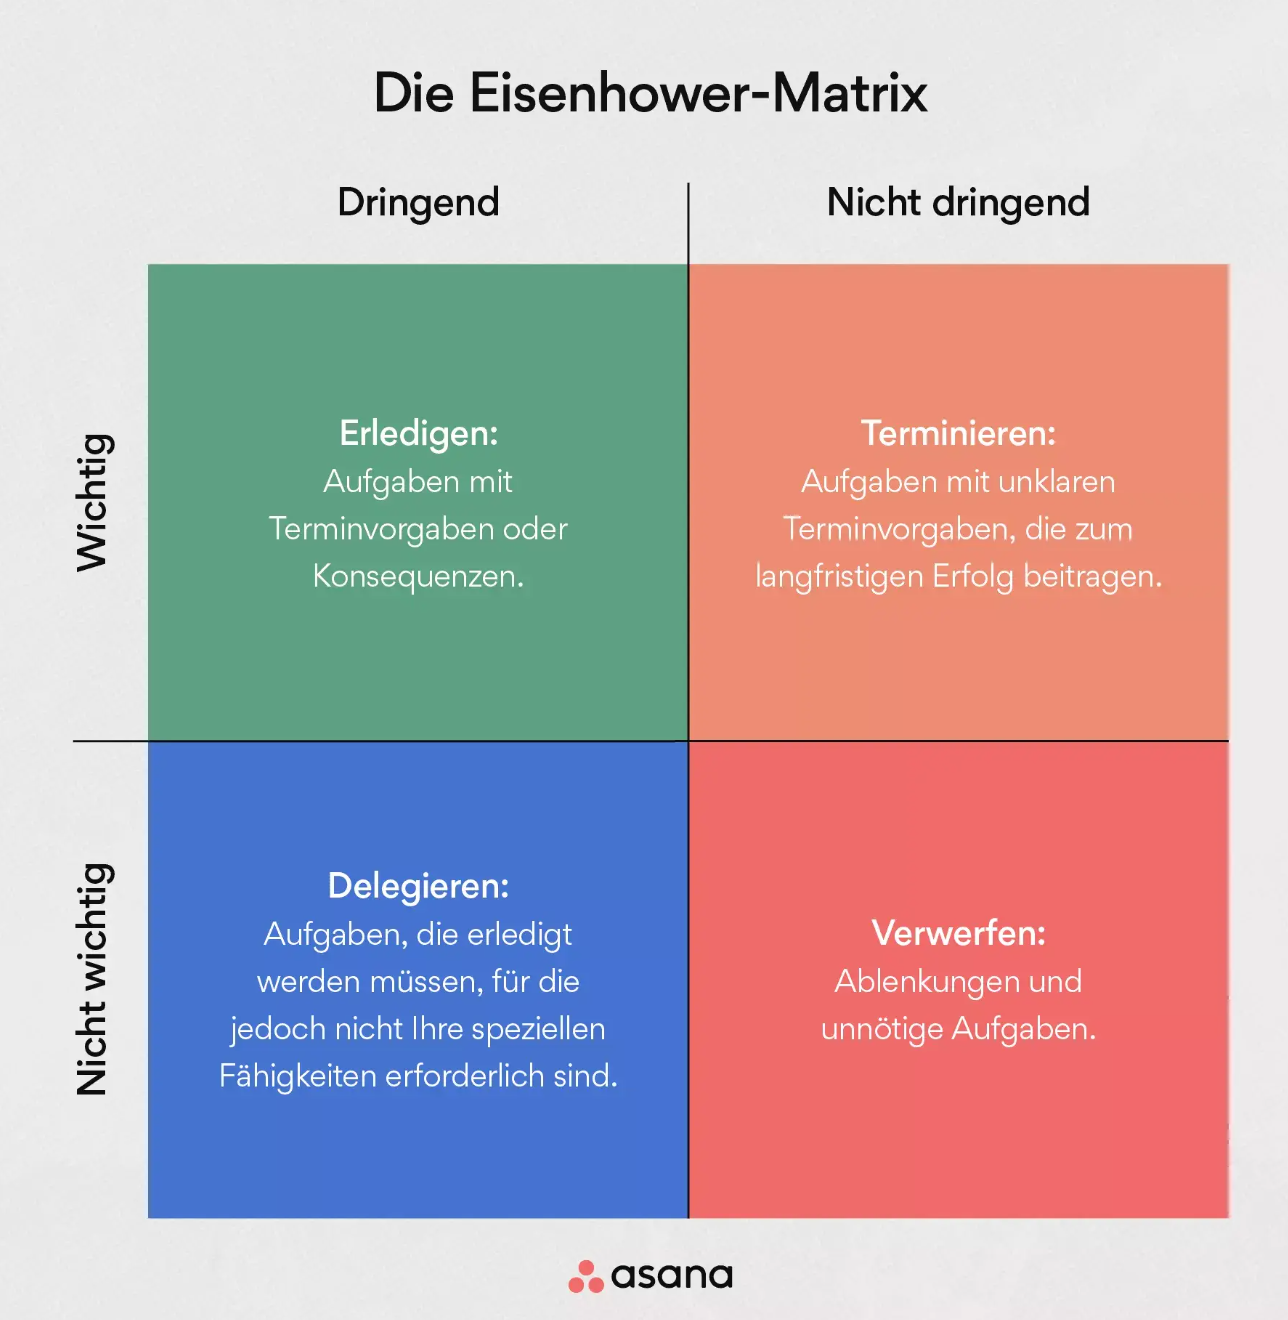 Die Eisenhower-Matrix
Dringend
Nicht dringend
Wichtig
Erledigen:
Aufgaben mit
Terminvorgaben oder
Konsequenzen.
Terminieren:
Aufgaben mit unklaren
Terminvorgaben, die zum
langfristigen Erfolg beitragen.
Nicht wichtig
Delegieren:
Aufgaben, die erledigt
werden müssen, für die
jedoch nicht Ihre speziellen
Fähigkeiten erforderlich sind.
Verwerfen:
Ablenkungen und
unnötige Aufgaben.
asana